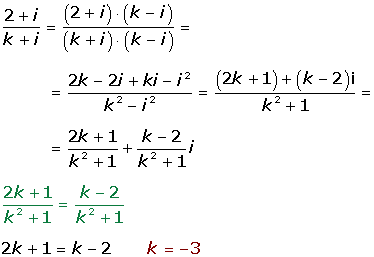 (2 + i)/(k + i) = ((2 + i)·(k − i))/((k + i)·(k − i)) =
= (2k − 2i + ki − i²)/(k² − i²) = ((2k + 1) + (k − 2)i)/(k² + 1) =
= (2k + 1)/(k² + 1) + (k − 2)/(k² + 1) i
(2k + 1)/(k² + 1) = (k − 2)/(k² + 1)
2k + 1 = k − 2 k = −3